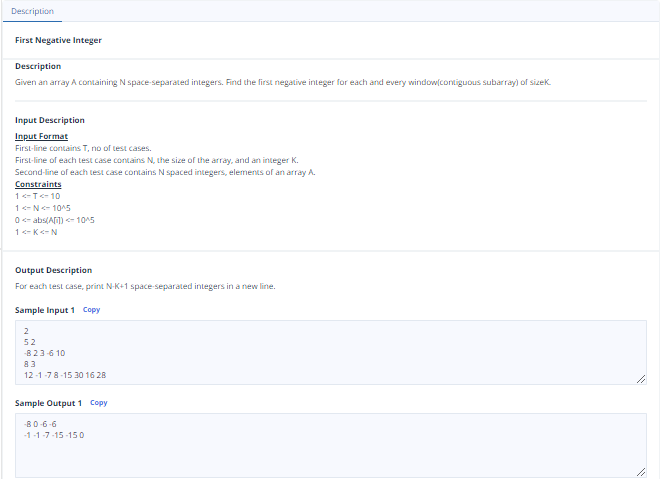 Description
First Negative Integer
Description
Given an array A containing N space-separated integers. Find the first negative integer for each and every window(contiguous subarray) of sizeK.
Input Description
Input Format
First-line contains T, no of test cases.
First-line of each test case contains N, the size of the array, and an integer K.
Second-line of each test case contains N spaced integers, elements of an array A.
Constraints
1 <= T <= 10
1 <= N <= 10^5
0 <= abs(A[i]) <= 10^5
1 <= K <= N
Output Description
For each test case, print N-K+1 space-separated integers in a new line.
Sample Input 1 Copy
2
5 2
-8 2 3 -6 10
8 3
12 -1 -7 8 -15 30 16 28
Sample Output 1 Copy
-8 0 -6 -6
-1 -1 -7 -15 -15 0